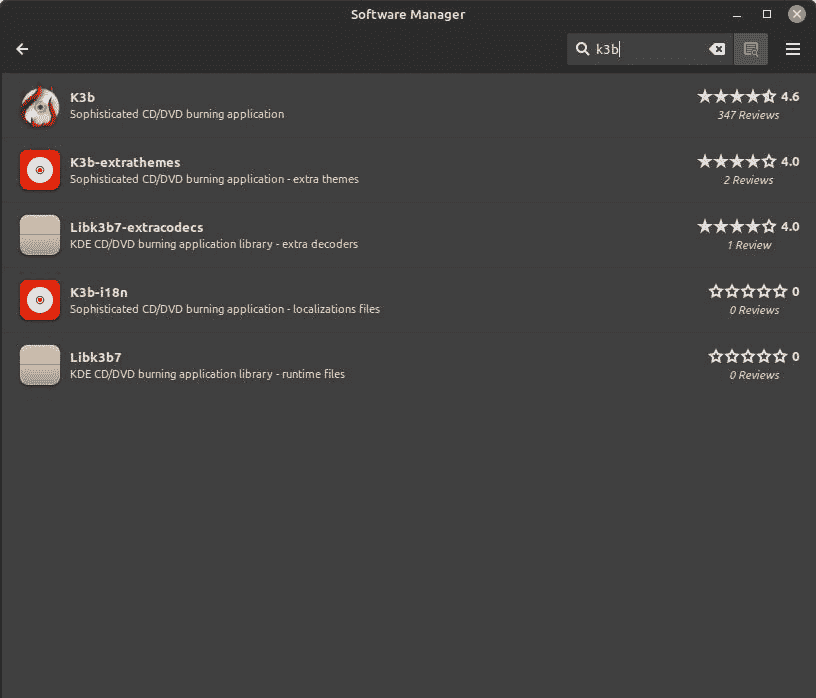 Software Manager
k3b
K3b
Sophisticated CD/DVD burning application
4.6
347 Reviews
K3b-extrathemes
Sophisticated CD/DVD burning application - extra themes
4.0
2 Reviews
Libk3b7-extracodecs
KDE CD/DVD burning application library - extra decoders
4.0
1 Review
K3b-i18n
Sophisticated CD/DVD burning application - localizations files
0
0 Reviews
Libk3b7
KDE CD/DVD burning application library - runtime files
0
0 Reviews